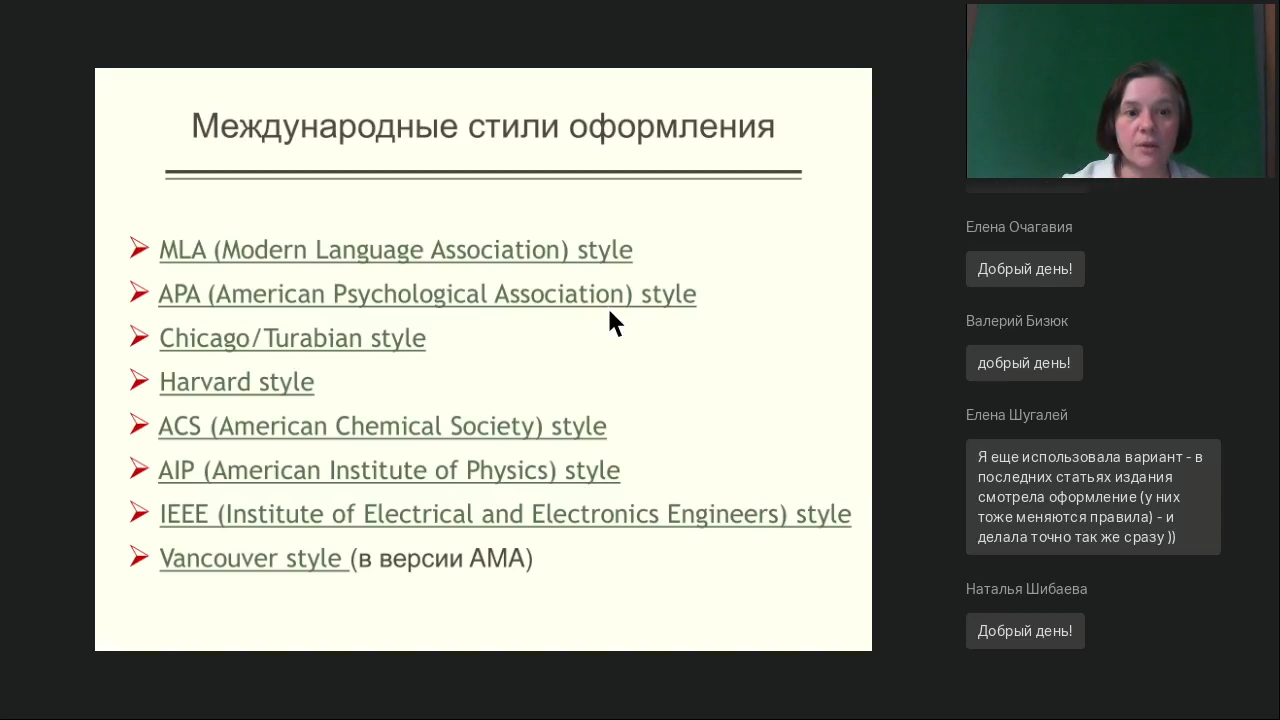 Международные стили оформления
MLA (Modern Language Association) style
APA (American Psychological Association) style
Chicago/Turabian style
Harvard style
ACS (American Chemical Society) style
AIP (American Institute of Physics) style
IEEE (Institute of Electrical and Electronics Engineers) style
Vancouver style (в версии AMA)
Елена Очагавия
Добрый день!
Валерий Бизюк
добрый день!
Елена Шугалей
Я еще использовала вариант - в
последних статьях издания
смотрела оформление (у них
тоже меняются правила) - и
делала точно так же сразу ))
Наталья Шибаева
Добрый день!